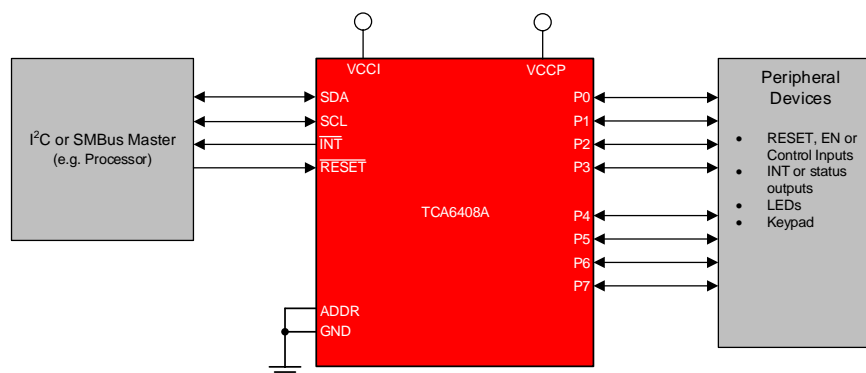 VCCI
VCCP
SDA
SCL
INT
RESET
I²C or SMBus Master
(e.g. Processor)
TCA6408A
ADDR
GND
P0
P1
P2
P3
P4
P5
P6
P7
Peripheral
Devices
• RESET, EN or
Control Inputs
• INT or status
outputs
• LEDs
• Keypad